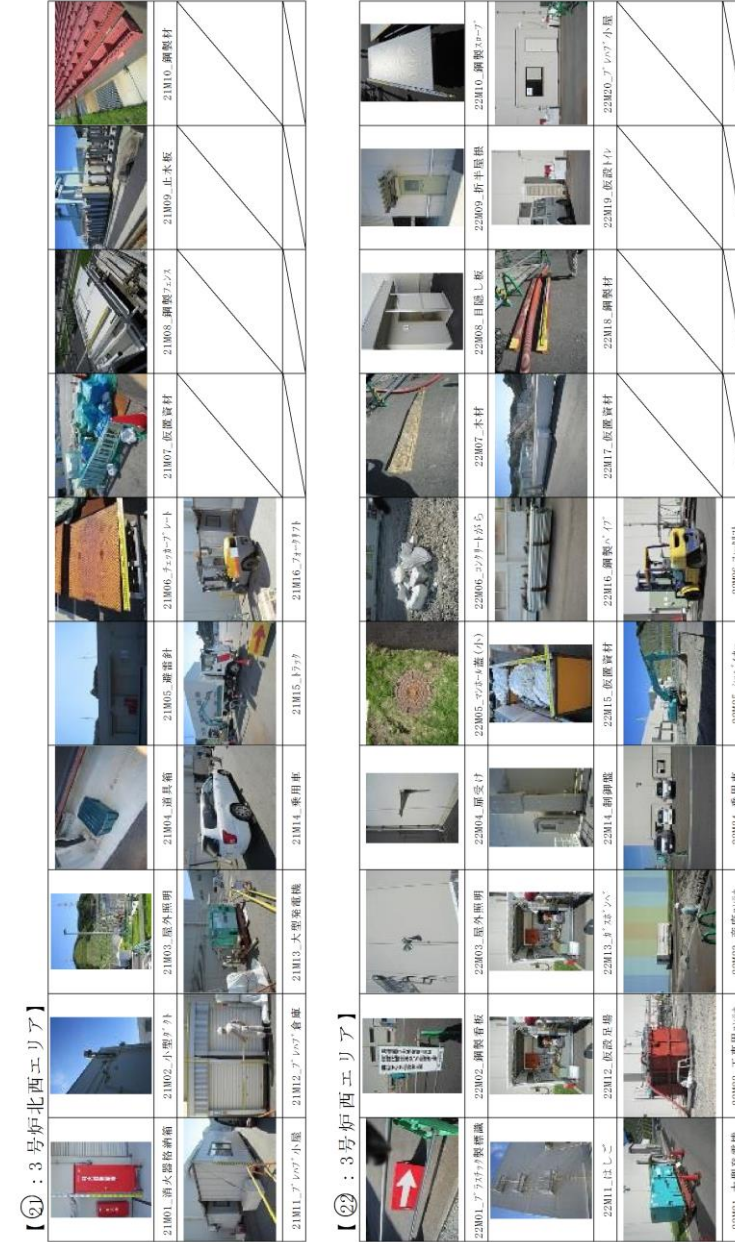 【㉑：3号炉北西エリア】
21M01_消火器格納箱
21M02_小型ダクト
21M03_屋外照明
21M04_道具箱
21M05_避雷針
21M06_チェッカープレート
21M07_仮置資材
21M08_鋼製フェンス
21M09_止水板
21M10_鋼製材
21M11_プレハブ小屋
21M12_プレハブ倉庫
21M13_大型発電機
21M14_乗用車
21M15_トラック
21M16_フォークリフト
【㉒：3号炉西エリア】
22M01_プラスチック製標識
22M02_鋼製看板
22M03_屋外照明
22M04_扉受け
22M05_マンホール蓋(小)
22M06_コンクリートがら
22M07_木材
22M08_目隠し板
22M09_折半屋根
22M10_鋼製スロープ
22M11_はしご
22M12_仮設足場
22M13_ガスボンベ
22M14_制御盤
22M15_仮置資材
22M16_鋼製パイプ
22M17_仮置資材
22M18_鋼製材
22M19_仮設トイレ
22M20_プレハブ小屋